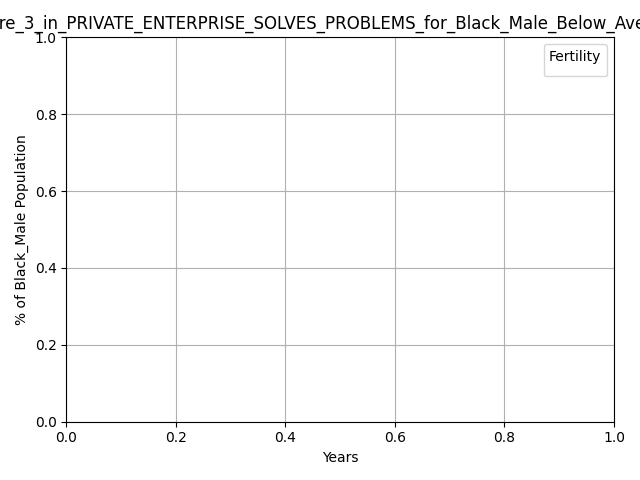 re_3_in_PRIVATE_ENTERPRISE_SOLVES_PROBLEMS_for_Black_Male_Below_Ave
Fertility
1.0
0.8
0.6
0.4
0.2
0.0
% of Black_Male Population
0.0 0.2 0.4 0.6 0.8 1.0
Years